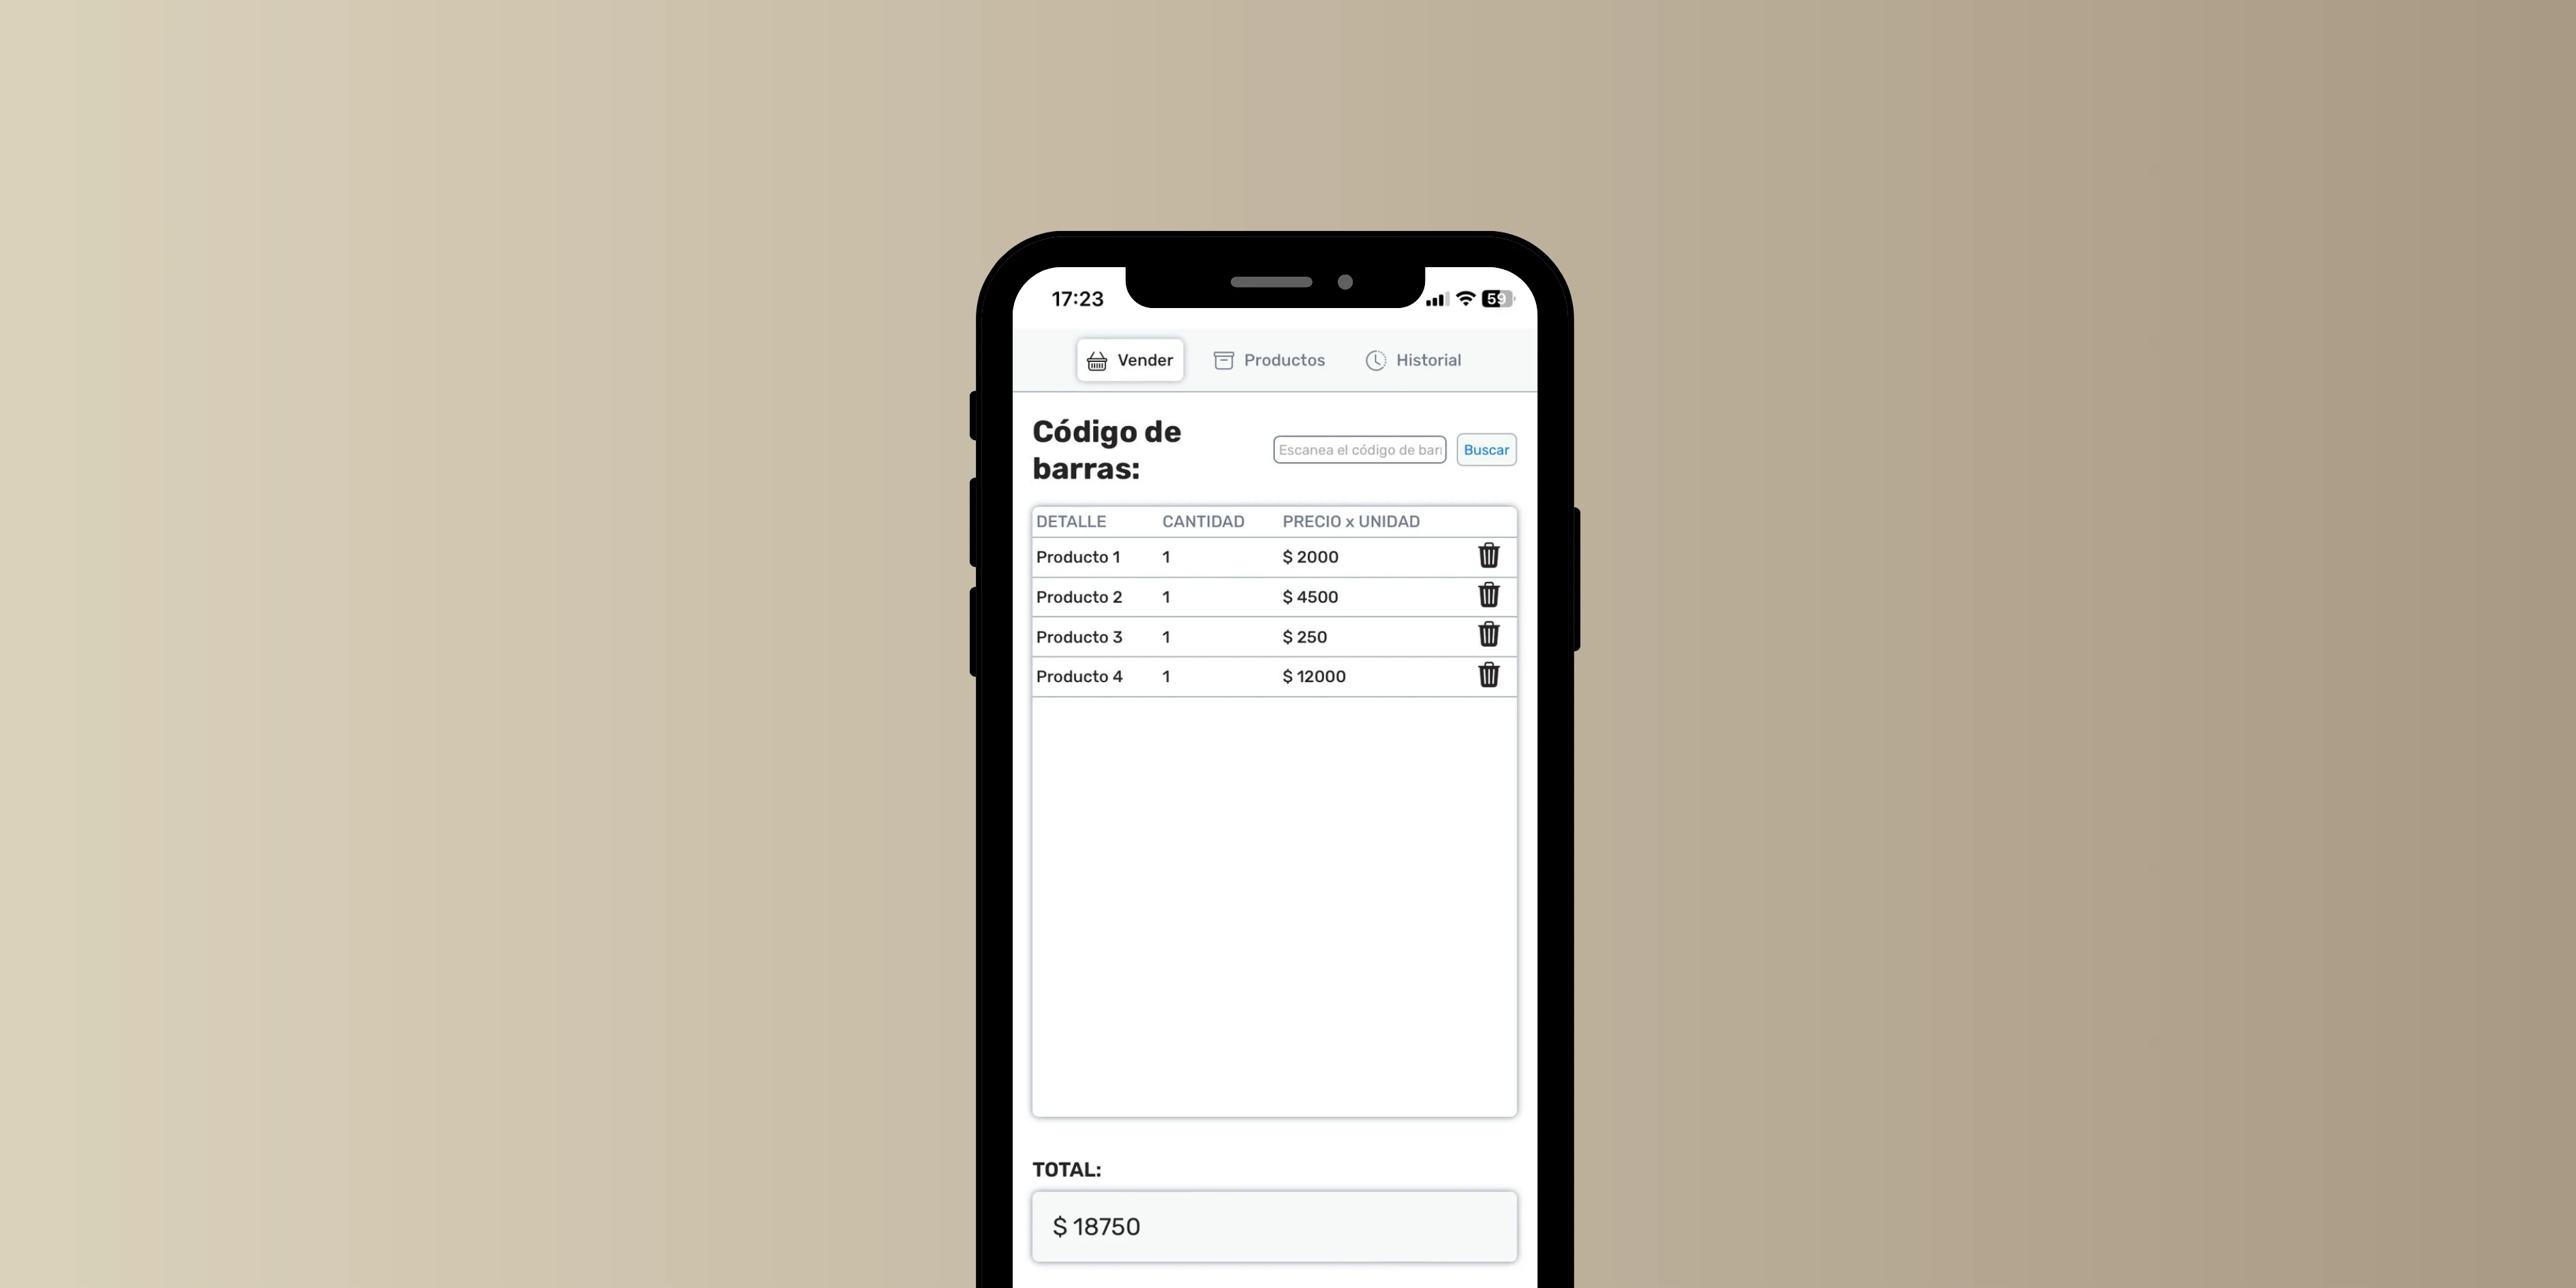 17:23
59
Vender Productos Historial
Código de
barras:
Escanea el código de bar
Buscar
DETALLE CANTIDAD PRECIO x UNIDAD
Producto 1 1 $ 2000
Producto 2 1 $ 4500
Producto 3 1 $ 250
Producto 4 1 $ 12000
TOTAL:
$ 18750